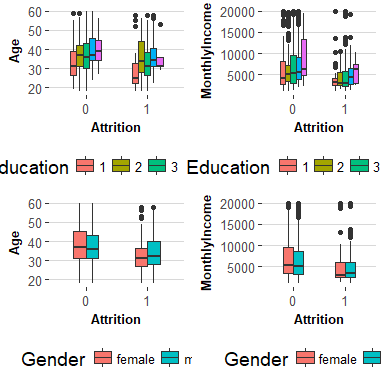 60
50
40
30
20
Age
0 1
Attrition
ducation 1 2 3
20000
15000
10000
5000
MonthlyIncome
0 1
Attrition
Education 1 2 3
60
50
40
30
20
Age
0 1
Attrition
Gender female m
20000
15000
10000
5000
MonthlyIncome
0 1
Attrition
Gender female